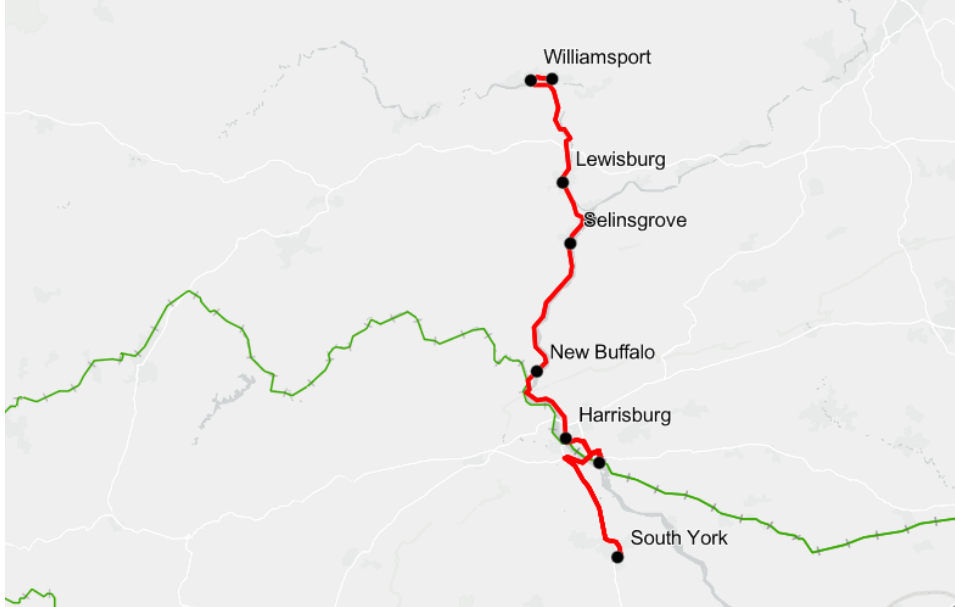 Williamsport
Lewisburg
Selinsgrove
New Buffalo
Harrisburg
South York